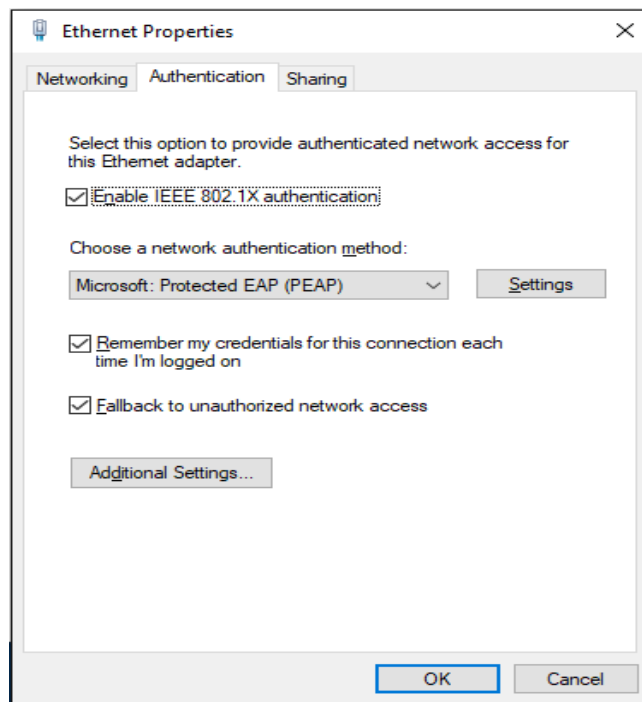 Ethernet Properties
Networking Authentication Sharing
Select this option to provide authenticated network access for
this Ethernet adapter.
Enable IEEE 802.1X authentication
Choose a network authentication method:
Microsoft: Protected EAP (PEAP) Settings
Remember my credentials for this connection each
time I'm logged on
Fallback to unauthorized network access
Additional Settings...
OK Cancel